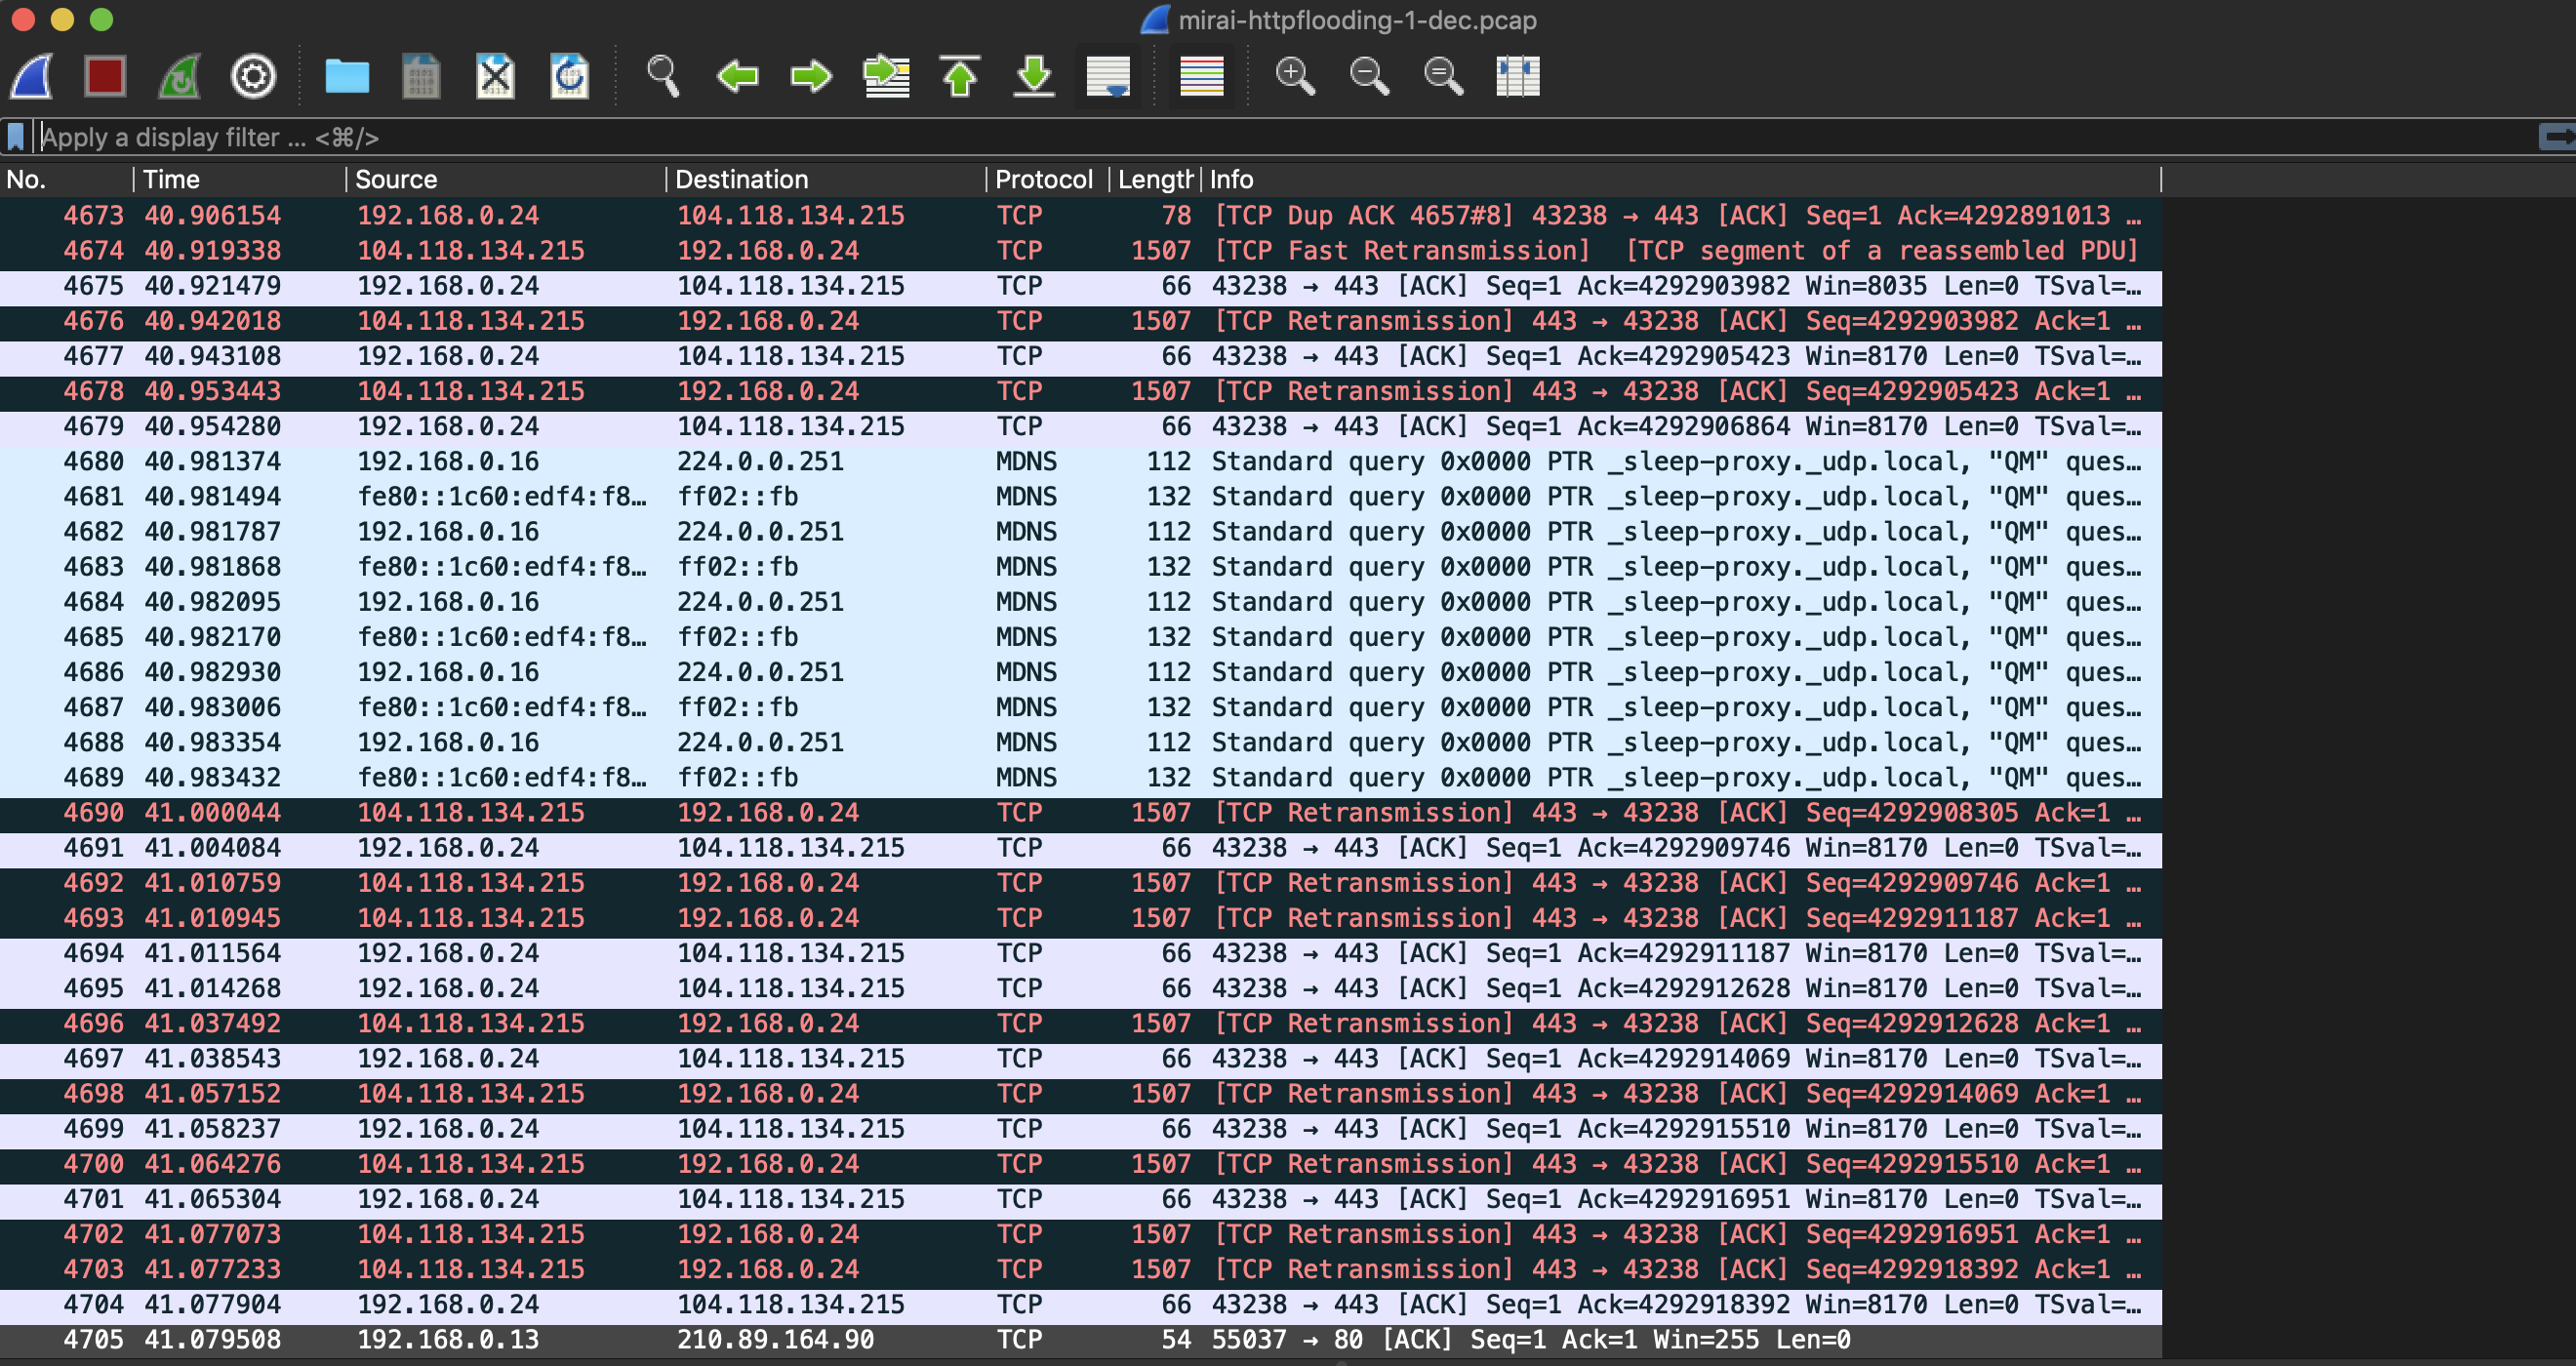 mirai-httpflooding-1-dec.pcap
Apply a display filter … <⌘/>
No. Time Source Destination Protocol Length Info
4673 40.906154 192.168.0.24 104.118.134.215 TCP 78 [TCP Dup ACK 4657#8] 43238 → 443 [ACK] Seq=1 Ack=4292891013 …
4674 40.919338 104.118.134.215 192.168.0.24 TCP 1507 [TCP Fast Retransmission] [TCP segment of a reassembled PDU]
4675 40.921479 192.168.0.24 104.118.134.215 TCP 66 43238 → 443 [ACK] Seq=1 Ack=4292903982 Win=8035 Len=0 TSval=…
4676 40.942018 104.118.134.215 192.168.0.24 TCP 1507 [TCP Retransmission] 443 → 43238 [ACK] Seq=4292903982 Ack=1 …
4677 40.943108 192.168.0.24 104.118.134.215 TCP 66 43238 → 443 [ACK] Seq=1 Ack=4292905423 Win=8170 Len=0 TSval=…
4678 40.953443 104.118.134.215 192.168.0.24 TCP 1507 [TCP Retransmission] 443 → 43238 [ACK] Seq=4292905423 Ack=1 …
4679 40.954280 192.168.0.24 104.118.134.215 TCP 66 43238 → 443 [ACK] Seq=1 Ack=4292906864 Win=8170 Len=0 TSval=…
4680 40.981374 192.168.0.16 224.0.0.251 MDNS 112 Standard query 0x0000 PTR _sleep-proxy._udp.local, "QM" ques…
4681 40.981494 fe80::1c60:edf4:f8… ff02::fb MDNS 132 Standard query 0x0000 PTR _sleep-proxy._udp.local, "QM" ques…
4682 40.981787 192.168.0.16 224.0.0.251 MDNS 112 Standard query 0x0000 PTR _sleep-proxy._udp.local, "QM" ques…
4683 40.981868 fe80::1c60:edf4:f8… ff02::fb MDNS 132 Standard query 0x0000 PTR _sleep-proxy._udp.local, "QM" ques…
4684 40.982095 192.168.0.16 224.0.0.251 MDNS 112 Standard query 0x0000 PTR _sleep-proxy._udp.local, "QM" ques…
4685 40.982170 fe80::1c60:edf4:f8… ff02::fb MDNS 132 Standard query 0x0000 PTR _sleep-proxy._udp.local, "QM" ques…
4686 40.982930 192.168.0.16 224.0.0.251 MDNS 112 Standard query 0x0000 PTR _sleep-proxy._udp.local, "QM" ques…
4687 40.983006 fe80::1c60:edf4:f8… ff02::fb MDNS 132 Standard query 0x0000 PTR _sleep-proxy._udp.local, "QM" ques…
4688 40.983354 192.168.0.16 224.0.0.251 MDNS 112 Standard query 0x0000 PTR _sleep-proxy._udp.local, "QM" ques…
4689 40.983432 fe80::1c60:edf4:f8… ff02::fb MDNS 132 Standard query 0x0000 PTR _sleep-proxy._udp.local, "QM" ques…
4690 41.000044 104.118.134.215 192.168.0.24 TCP 1507 [TCP Retransmission] 443 → 43238 [ACK] Seq=4292908305 Ack=1 …
4691 41.004084 192.168.0.24 104.118.134.215 TCP 66 43238 → 443 [ACK] Seq=1 Ack=4292909746 Win=8170 Len=0 TSval=…
4692 41.010759 104.118.134.215 192.168.0.24 TCP 1507 [TCP Retransmission] 443 → 43238 [ACK] Seq=4292909746 Ack=1 …
4693 41.010945 104.118.134.215 192.168.0.24 TCP 1507 [TCP Retransmission] 443 → 43238 [ACK] Seq=4292911187 Ack=1 …
4694 41.011564 192.168.0.24 104.118.134.215 TCP 66 43238 → 443 [ACK] Seq=1 Ack=4292911187 Win=8170 Len=0 TSval=…
4695 41.014268 192.168.0.24 104.118.134.215 TCP 66 43238 → 443 [ACK] Seq=1 Ack=4292912628 Win=8170 Len=0 TSval=…
4696 41.037492 104.118.134.215 192.168.0.24 TCP 1507 [TCP Retransmission] 443 → 43238 [ACK] Seq=4292912628 Ack=1 …
4697 41.038543 192.168.0.24 104.118.134.215 TCP 66 43238 → 443 [ACK] Seq=1 Ack=4292914069 Win=8170 Len=0 TSval=…
4698 41.057152 104.118.134.215 192.168.0.24 TCP 1507 [TCP Retransmission] 443 → 43238 [ACK] Seq=4292914069 Ack=1 …
4699 41.058237 192.168.0.24 104.118.134.215 TCP 66 43238 → 443 [ACK] Seq=1 Ack=4292915510 Win=8170 Len=0 TSval=…
4700 41.064276 104.118.134.215 192.168.0.24 TCP 1507 [TCP Retransmission] 443 → 43238 [ACK] Seq=4292915510 Ack=1 …
4701 41.065304 192.168.0.24 104.118.134.215 TCP 66 43238 → 443 [ACK] Seq=1 Ack=4292916951 Win=8170 Len=0 TSval=…
4702 41.077073 104.118.134.215 192.168.0.24 TCP 1507 [TCP Retransmission] 443 → 43238 [ACK] Seq=4292916951 Ack=1 …
4703 41.077233 104.118.134.215 192.168.0.24 TCP 1507 [TCP Retransmission] 443 → 43238 [ACK] Seq=4292918392 Ack=1 …
4704 41.077904 192.168.0.24 104.118.134.215 TCP 66 43238 → 443 [ACK] Seq=1 Ack=4292918392 Win=8170 Len=0 TSval=…
4705 41.079508 192.168.0.13 210.89.164.90 TCP 54 55037 → 80 [ACK] Seq=1 Ack=1 Win=255 Len=0